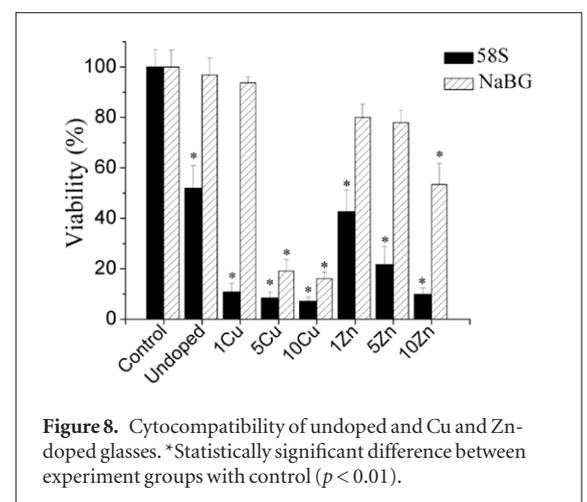 58S
NaBG
Viability (%)
100
80
60
40
20
0
* * * * * * * * * *
Control Undoped 1Cu 5Cu 10Cu 1Zn 5Zn 10Zn
Figure 8. Cytocompatibility of undoped and Cu and Zn-
doped glasses. *Statistically significant difference between
experiment groups with control (p < 0.01).